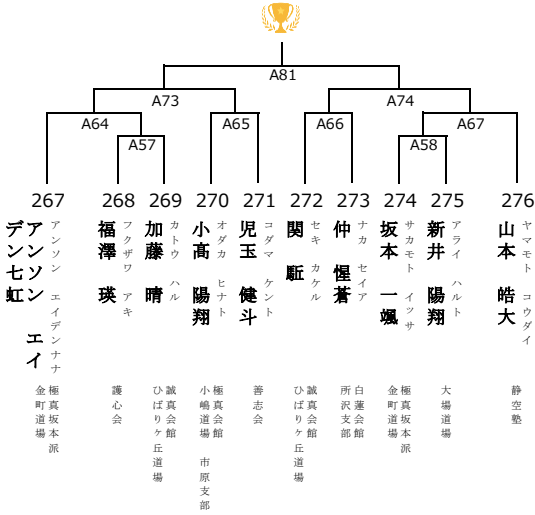 A81
A73
A74
A64
A65
A66
A67
A57
A58
267
268
269
270
271
272
273
274
275
276
アンソン エイ
デン七虹
アンソン エイデンナナ
福澤 瑛
フクザワ アキ
加藤 晴
カトウ ハル
小髙 陽翔
オダカ ヒナト
児玉 健斗
コダマ ケント
関 駈
セキ カケル
仲 惺蒼
ナカ セイア
坂本 一颯
サカモト イッサ
新井 陽翔
アライ ハルト
山本 皓大
ヤマモト コウダイ
極真坂本派
金町道場
護心会
誠真会館
ひばりヶ丘道場
極真会館
小嶋道場 市原支部
善志会
誠真会館
ひばりヶ丘道場
白蓮会館
所沢支部
極真坂本派
金町道場
大場道場
静空塾